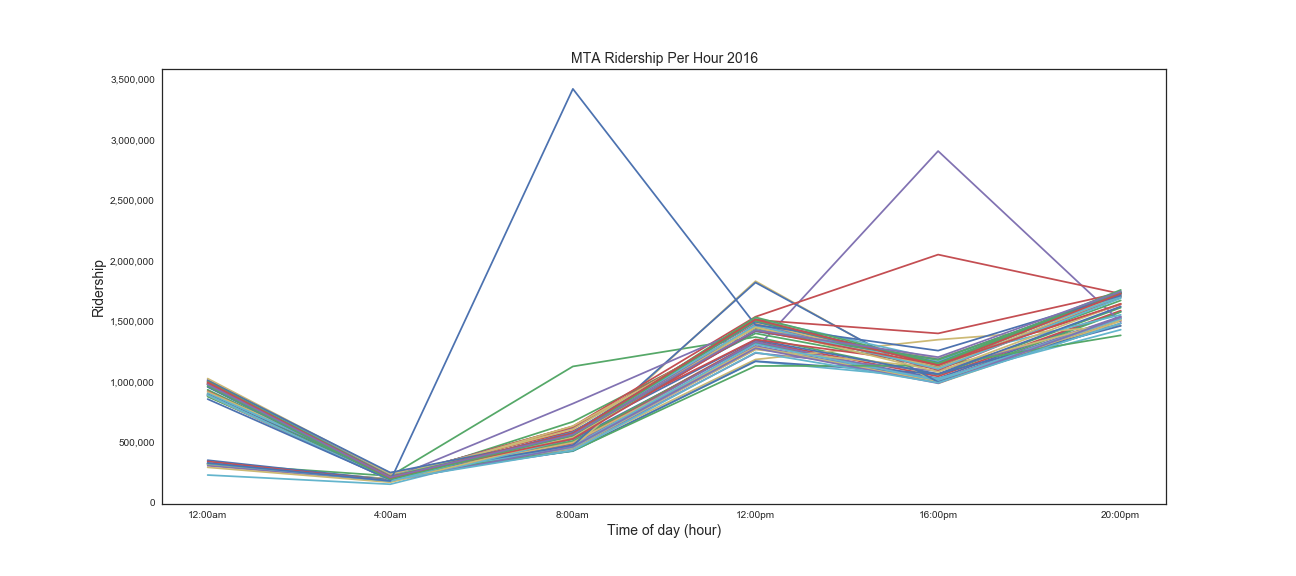 MTA Ridership Per Hour 2016
3,500,000
3,000,000
2,500,000
2,000,000
1,500,000
1,000,000
500,000
0
Ridership
12:00am 4:00am 8:00am 12:00pm 16:00pm 20:00pm
Time of day (hour)